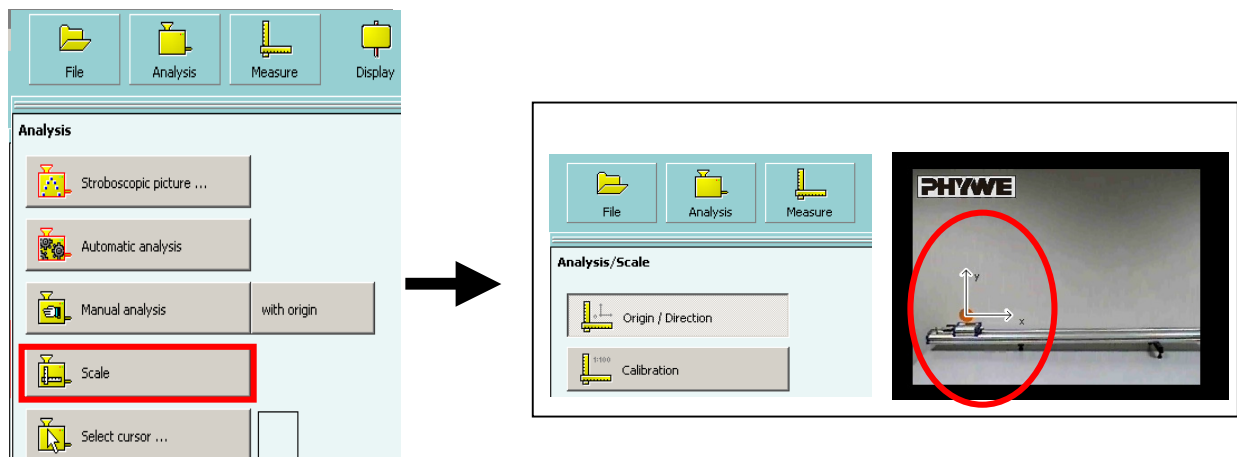 File Analysis Measure Display
Analysis
Stroboscopic picture ...
Automatic analysis
Manual analysis with origin
Scale
Select cursor ...
File Analysis Measure
Analysis/Scale
Origin / Direction
1:100
Calibration
PHYWE
y
x